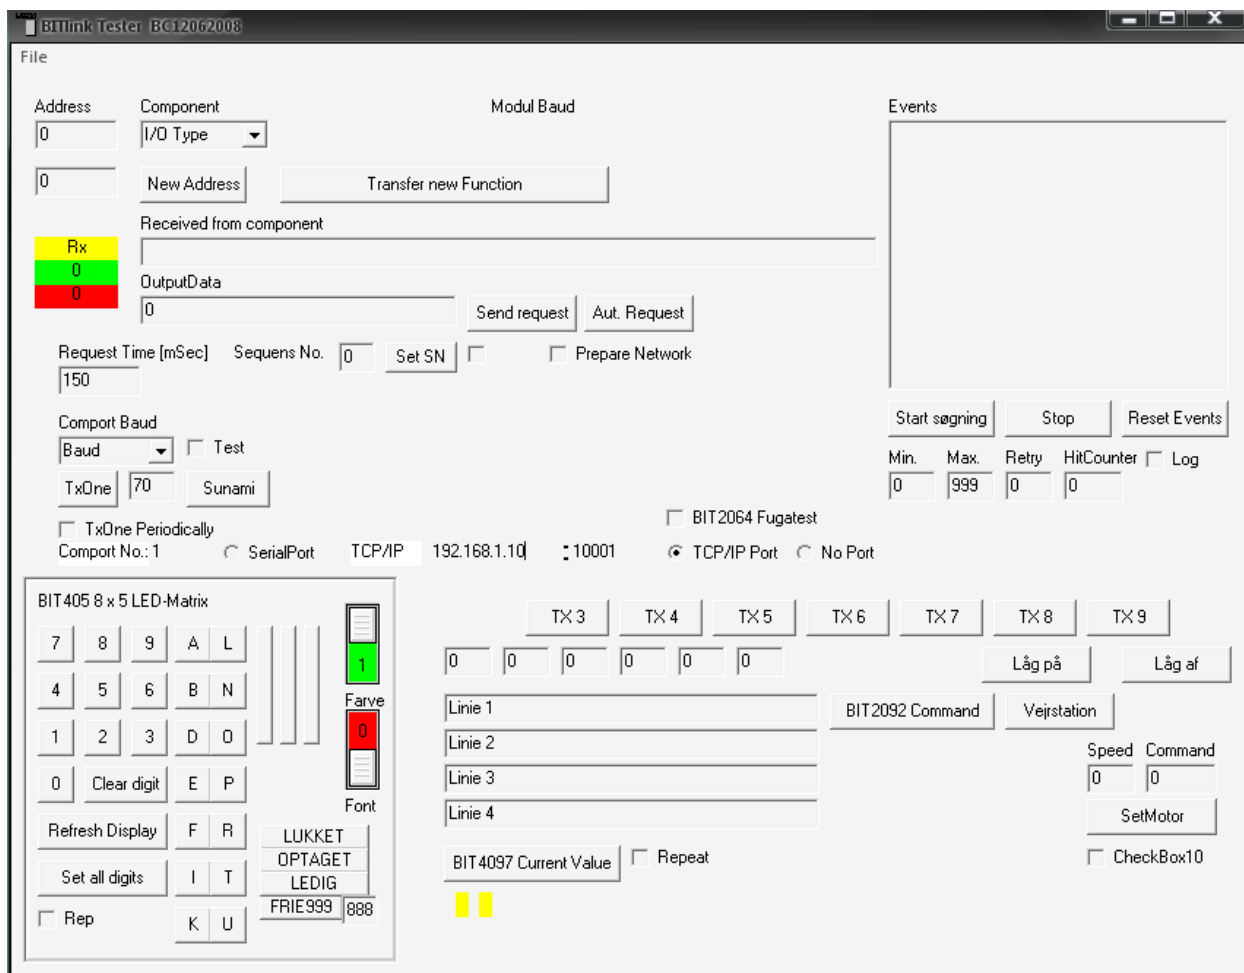 BITlink Tester BC12062008
File
Address Component Modul Baud Events
0 I/O Type
0 New Address Transfer new Function
Received from component
Rx
0
0
OutputData
0 Send request Aut. Request
Request Time [mSec] Sequens No. 0 Set SN Prepare Network
150
Comport Baud
Baud Test
TxOne 70 Sunami
TxOne Periodically
Start søgning Stop Reset Events
Min. Max. Retry HitCounter Log
0 999 0 0
BIT2064 Fugatest
Comport No.: 1 SerialPort TCP/IP 192.168.1.10 : 10001 TCP/IP Port No Port
BIT405 8 x 5 LED-Matrix
7 8 9 A L
4 5 6 B N
1 2 3 D O
0 Clear digit E P
Refresh Display F R
Set all digits I T
Rep K U
1
Farve
0
Font
LUKKET
OPTAGET
LEDIG
FRIE999 888
TX 3 TX 4 TX 5 TX 6 TX 7 TX 8 TX 9
0 0 0 0 0 0 Låg på Låg af
Linie 1 BIT2092 Command Vejrstation
Linie 2
Linie 3
Linie 4
Speed Command
0 0
SetMotor
CheckBox10
BIT4097 Current Value Repeat